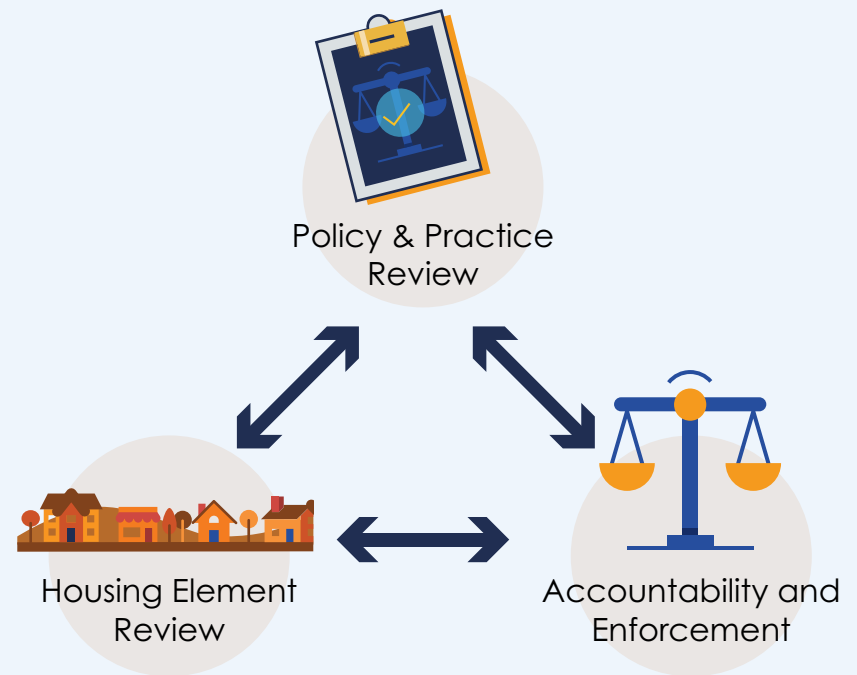 Policy & Practice
Review
Housing Element
Review
Accountability and
Enforcement